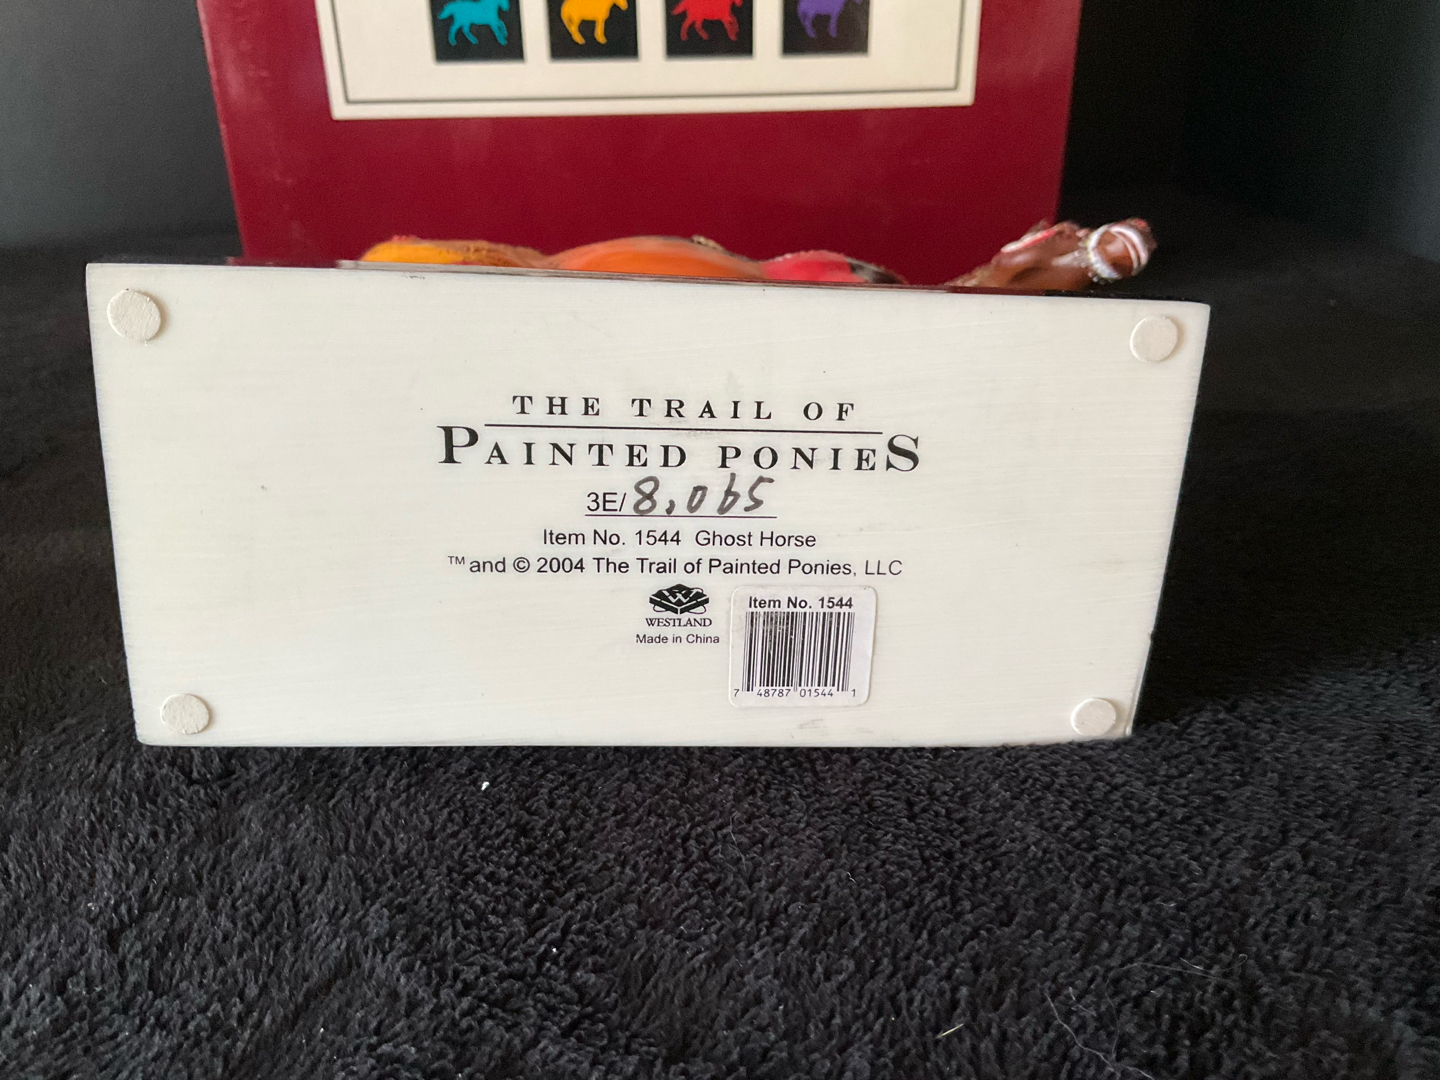 THE TRAIL OF
PAINTED PONIES
3E/8,065
Item No. 1544 Ghost Horse
™ and © 2004 The Trail of Painted Ponies, LLC
WESTLAND
Made in China
Item No. 1544
7 48787 01544 1